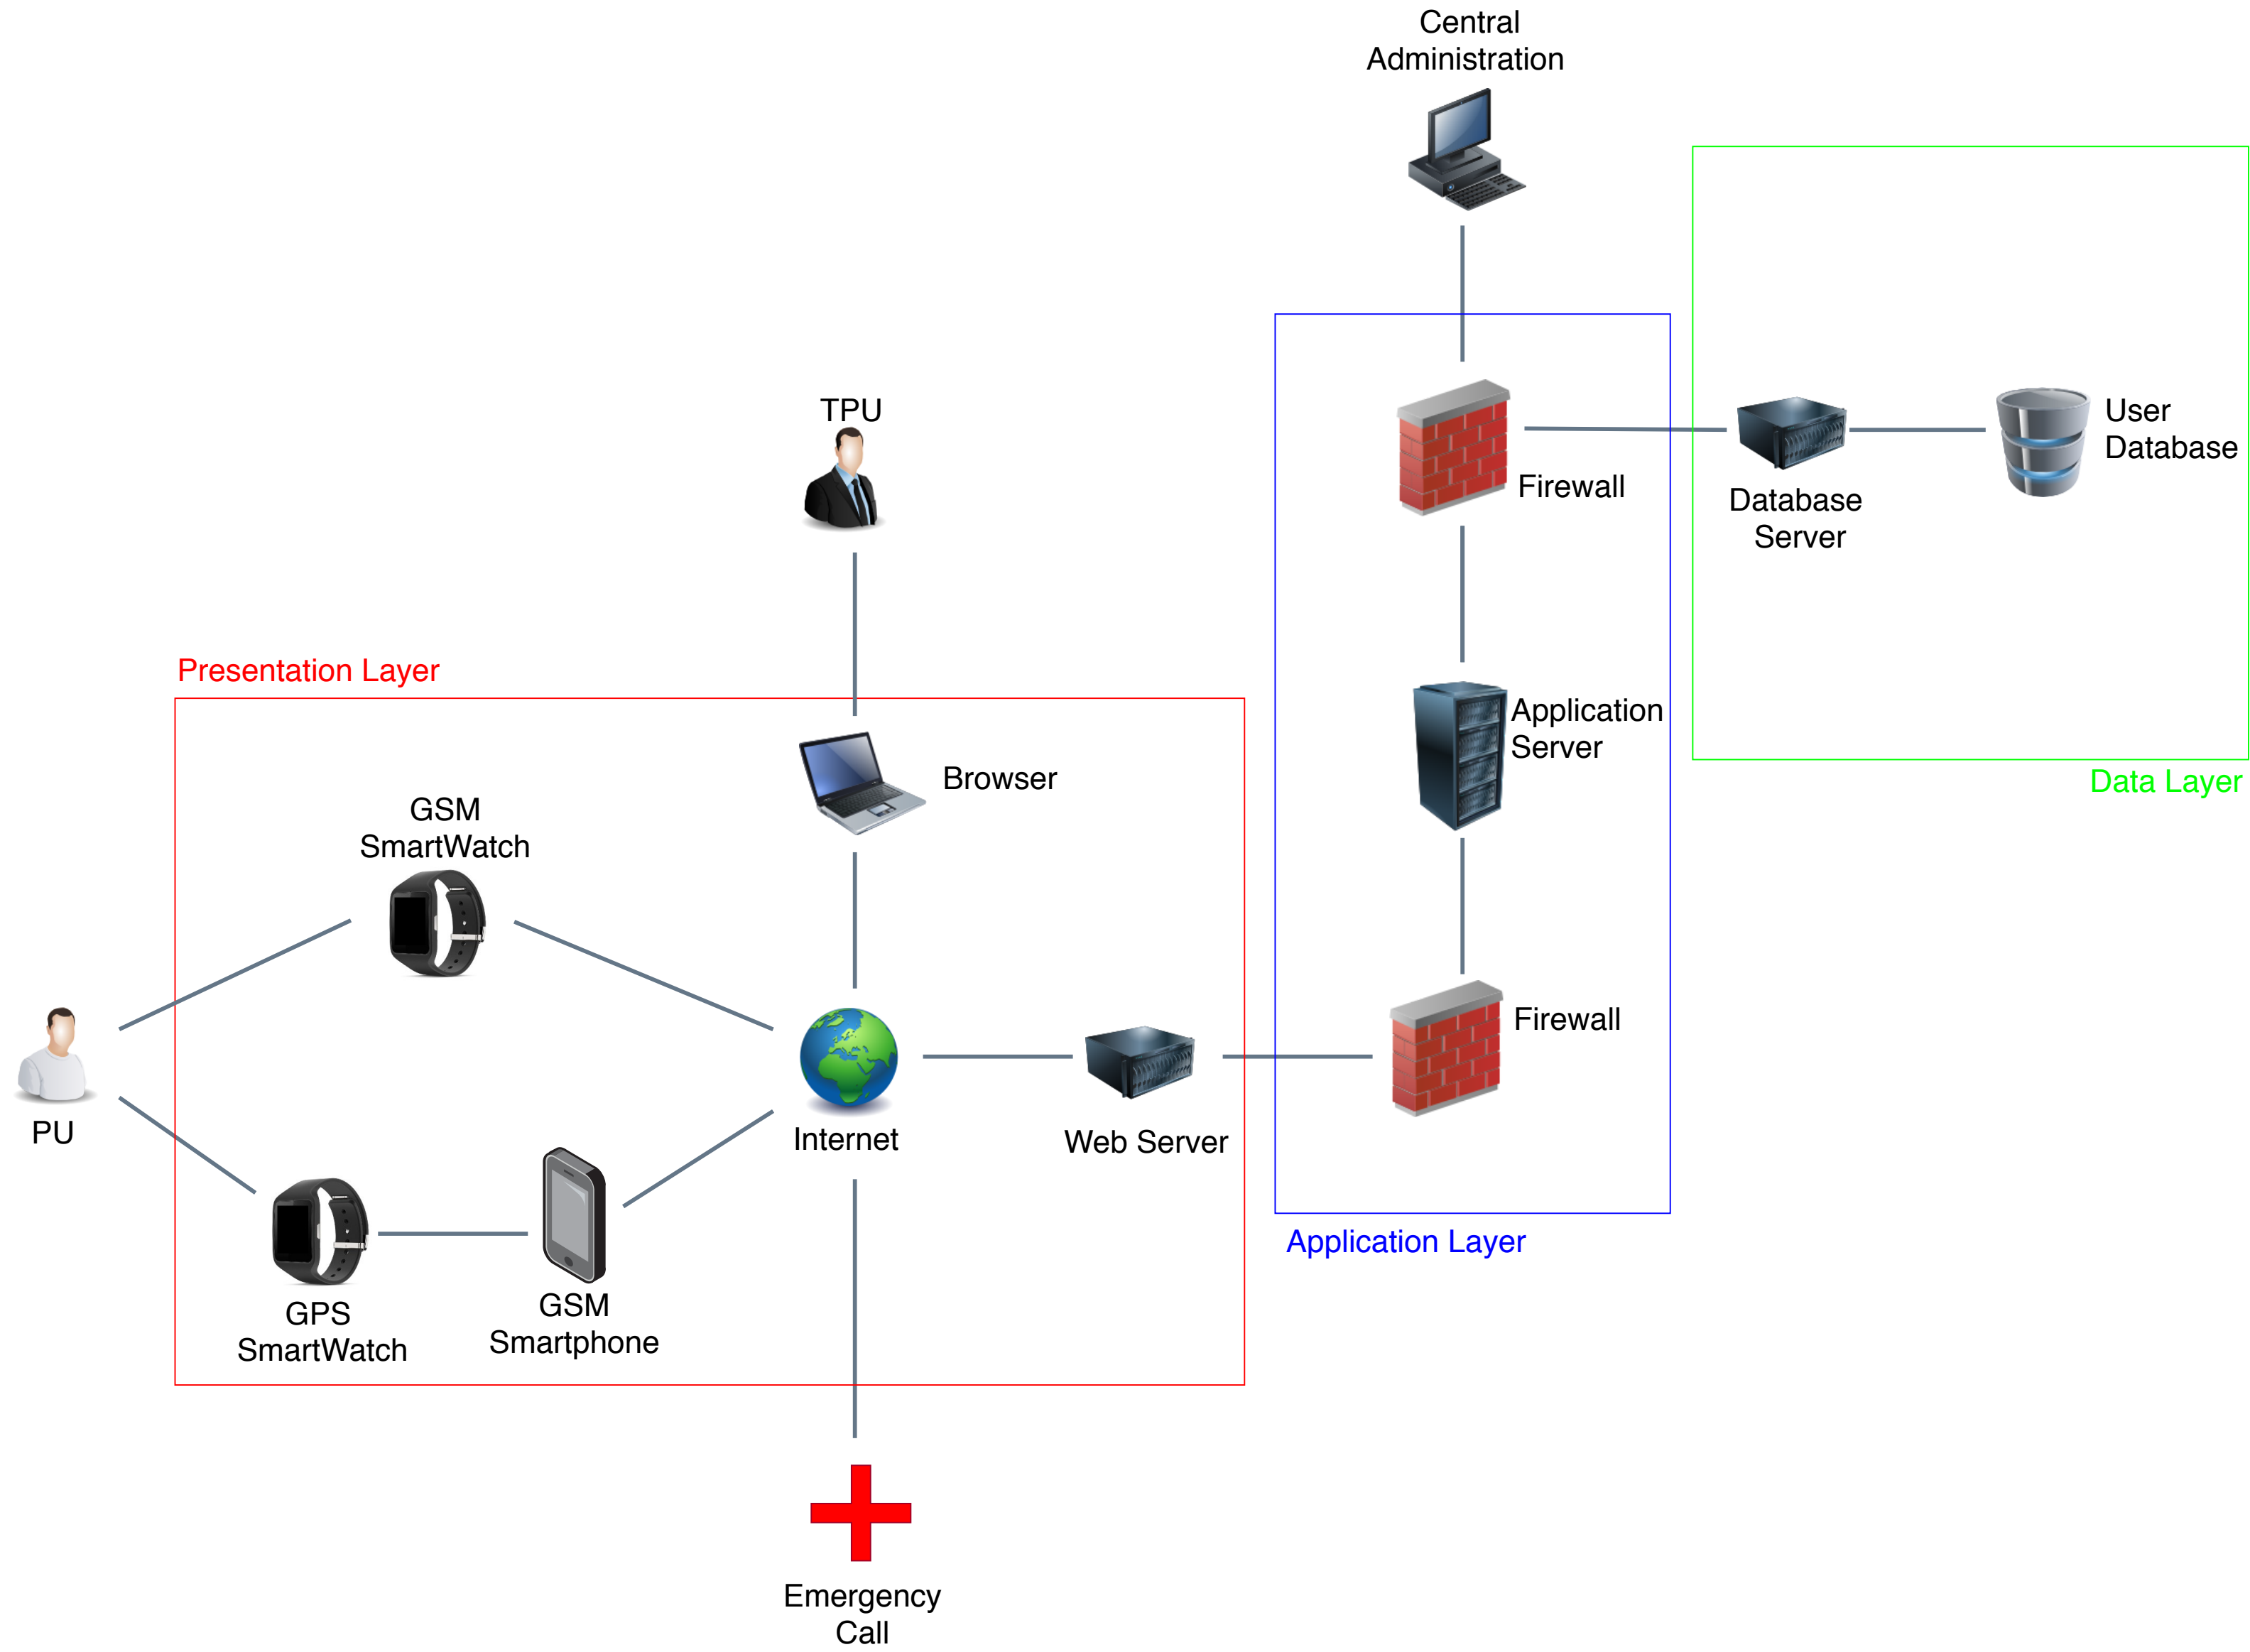 Central
Administration
TPU
Firewall
User
Database
Database
Server
Presentation Layer
Application
Server
Browser
Data Layer
GSM
SmartWatch
Firewall
PU
Internet
Web Server
Application Layer
GPS
SmartWatch
GSM
Smartphone
Emergency
Call